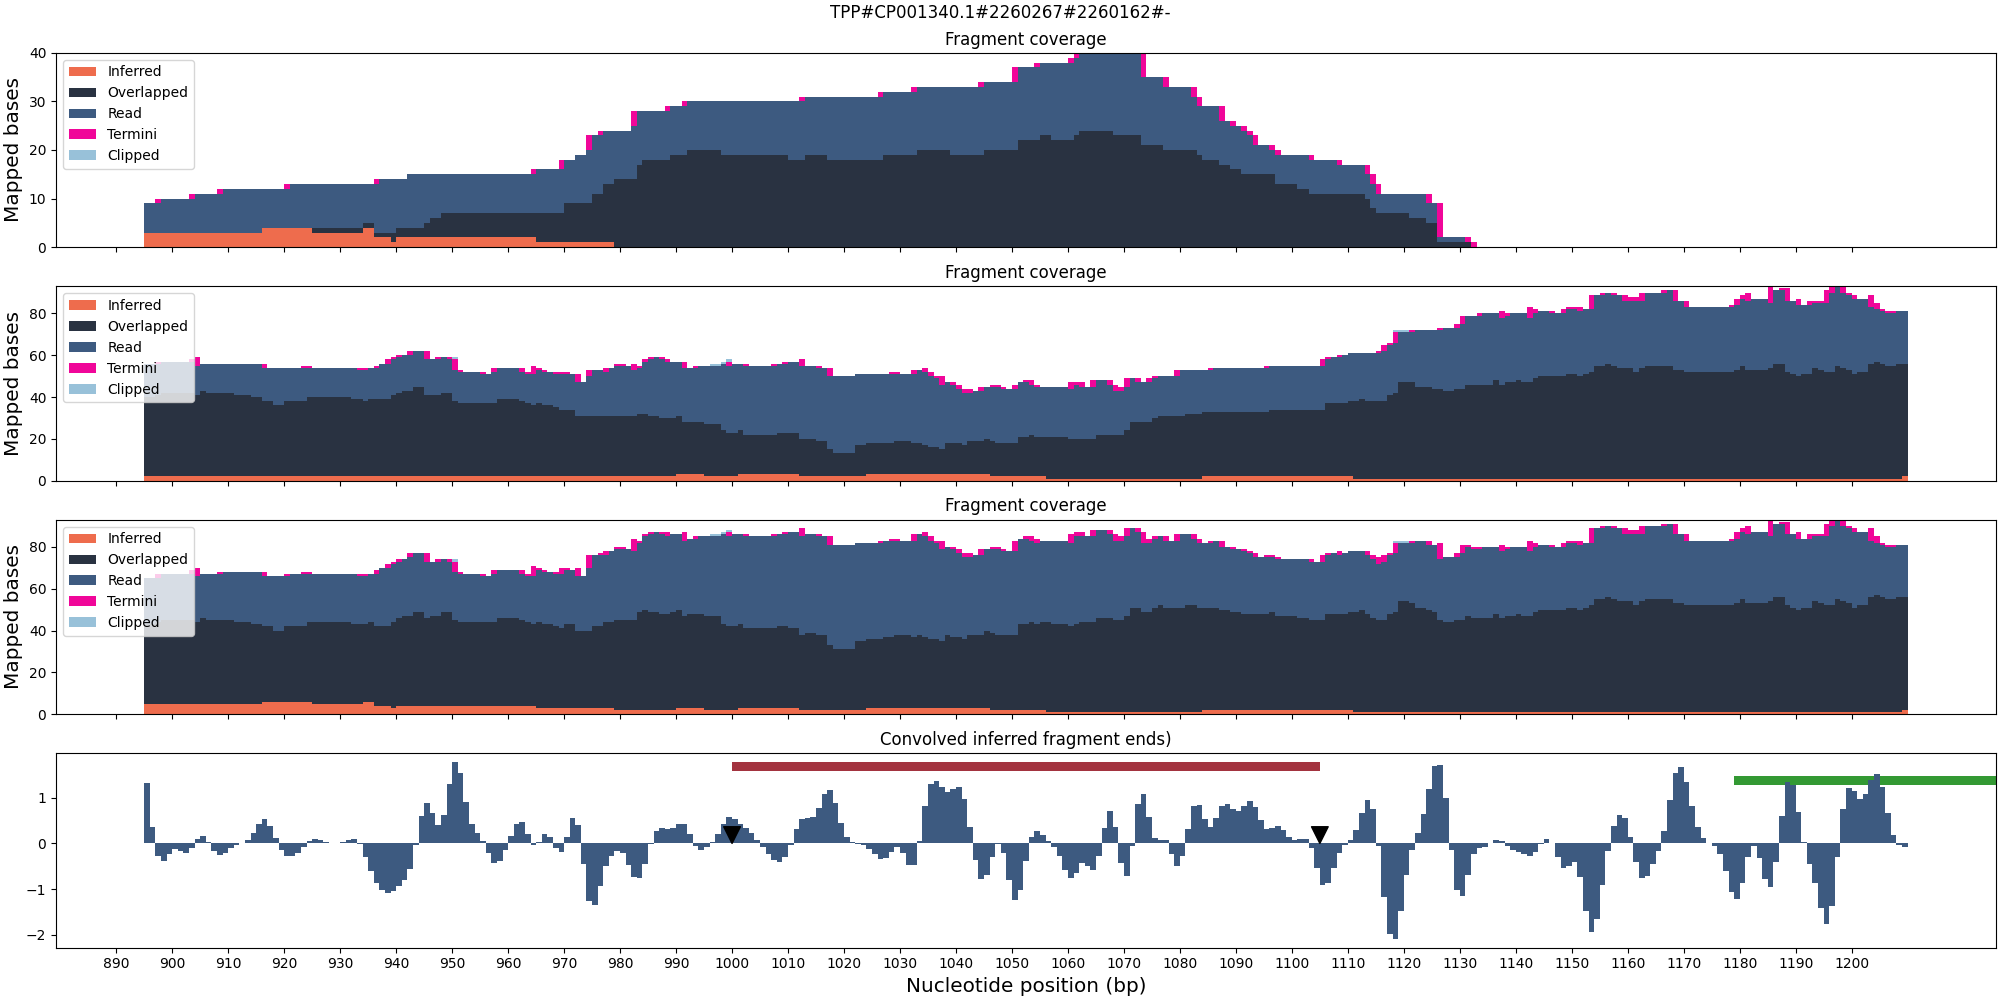 TPP#CP001340.1#2260267#2260162#-
Fragment coverage
Mapped bases
40
30
20
10
0
Inferred
Overlapped
Read
Termini
Clipped
Fragment coverage
Mapped bases
80
60
40
20
0
Inferred
Overlapped
Read
Termini
Clipped
Fragment coverage
Mapped bases
80
60
40
20
0
Inferred
Overlapped
Read
Termini
Clipped
Convolved inferred fragment ends)
1
0
−1
−2
890 900 910 920 930 940 950 960 970 980 990 1000 1010 1020 1030 1040 1050 1060 1070 1080 1090 1100 1110 1120 1130 1140 1150 1160 1170 1180 1190 1200
Nucleotide position (bp)